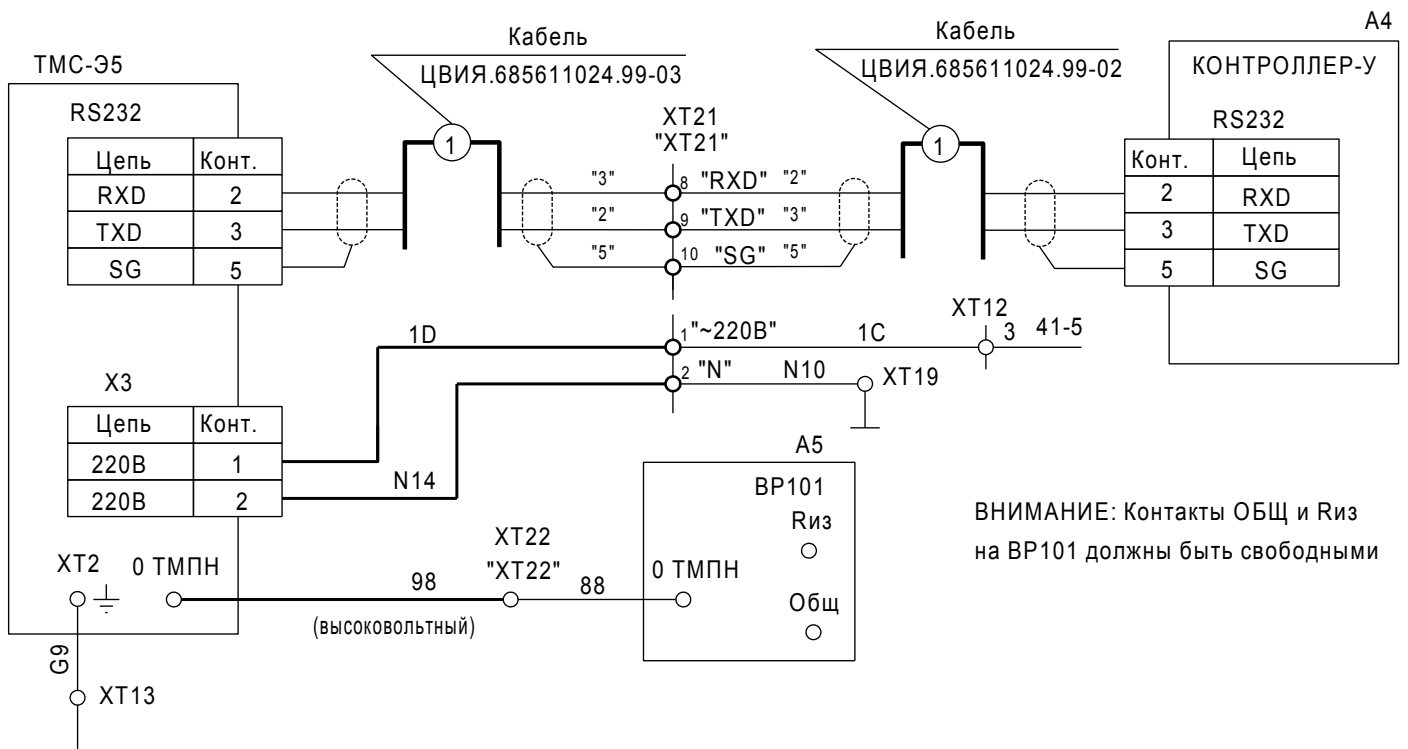 А4
Кабель
ЦВИЯ.685611024.99-03
Кабель
ЦВИЯ.685611024.99-02
ТМС-Э5
КОНТРОЛЛЕР-У
RS232
XT21
"XT21"
RS232
Цепь Конт.
RXD 2
TXD 3
SG 5
1
1
"3" 8 "RXD" "2"
"2" 9 "TXD" "3"
"5" 10 "SG" "5"
Конт. Цепь
2 RXD
3 TXD
5 SG
XT12
1D 1 "~220В" 1C 3 41-5
2 "N" N10 XT19
X3
Цепь Конт.
220В 1
220В 2
N14
А5
ВР101
Rиз
0 ТМПН
Общ
ВНИМАНИЕ: Контакты ОБЩ и Rиз
на ВР101 должны быть свободными
XT2 0 ТМПН
98
(высоковольтный)
XT22
"XT22"
88
G9
XT13